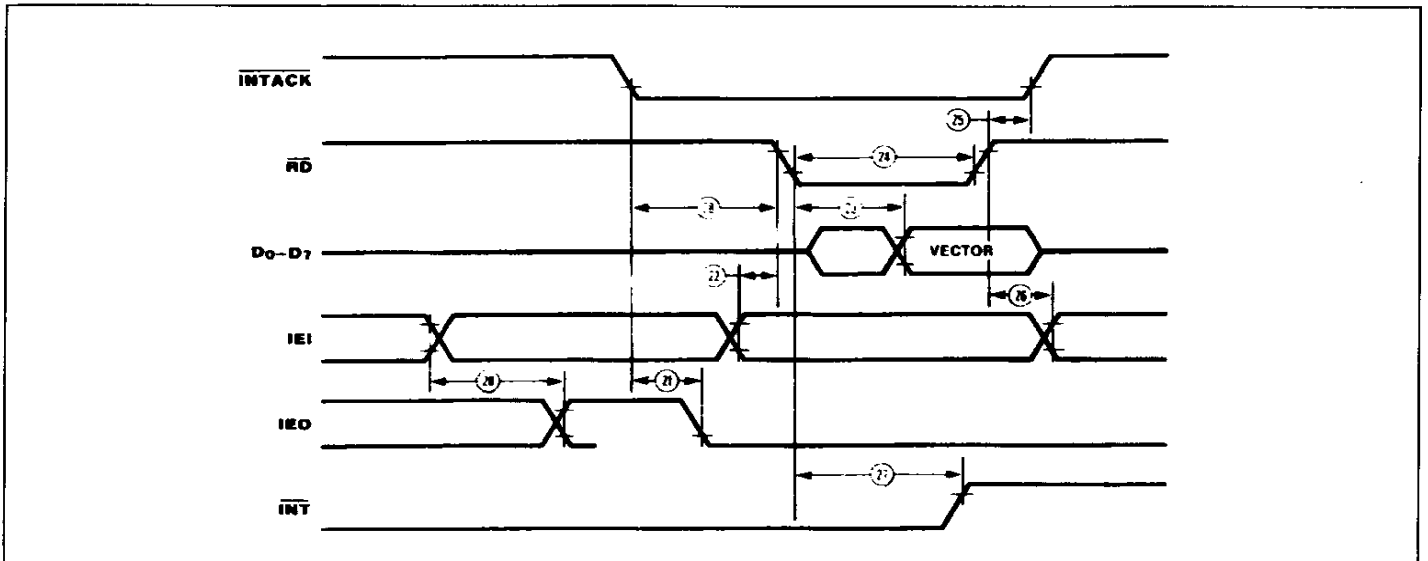 INTACK
25
RD
24
D0-D7
VECTOR
22
26
IEI
20
21
IEO
27
INT